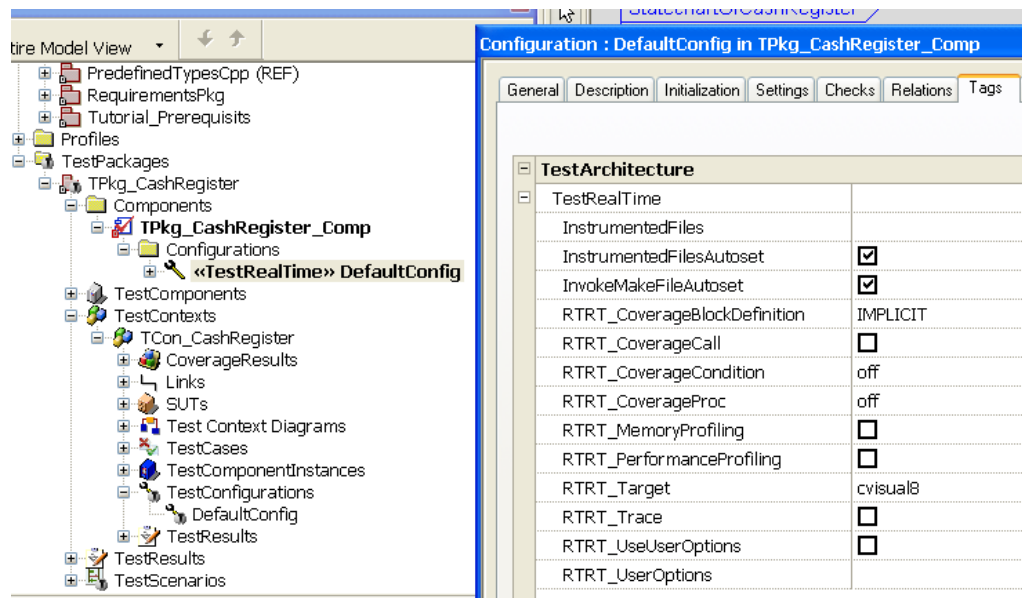 StatechartOfCashRegister
tire Model View
PredefinedTypesCpp (REF)
RequirementsPkg
Tutorial_Prerequisits
Profiles
TestPackages
TPkg_CashRegister
Components
TPkg_CashRegister_Comp
Configurations
«TestRealTime» DefaultConfig
TestComponents
TestContexts
TCon_CashRegister
CoverageResults
Links
SUTs
Test Context Diagrams
TestCases
TestComponentInstances
TestConfigurations
DefaultConfig
TestResults
TestResults
TestScenarios
Configuration : DefaultConfig in TPkg_CashRegister_Comp
General Description Initialization Settings Checks Relations Tags
TestArchitecture
TestRealTime
InstrumentedFiles
InstrumentedFilesAutoset
InvokeMakeFileAutoset
RTRT_CoverageBlockDefinition IMPLICIT
RTRT_CoverageCall
RTRT_CoverageCondition off
RTRT_CoverageProc off
RTRT_MemoryProfiling
RTRT_PerformanceProfiling
RTRT_Target cvisual8
RTRT_Trace
RTRT_UseUserOptions
RTRT_UserOptions